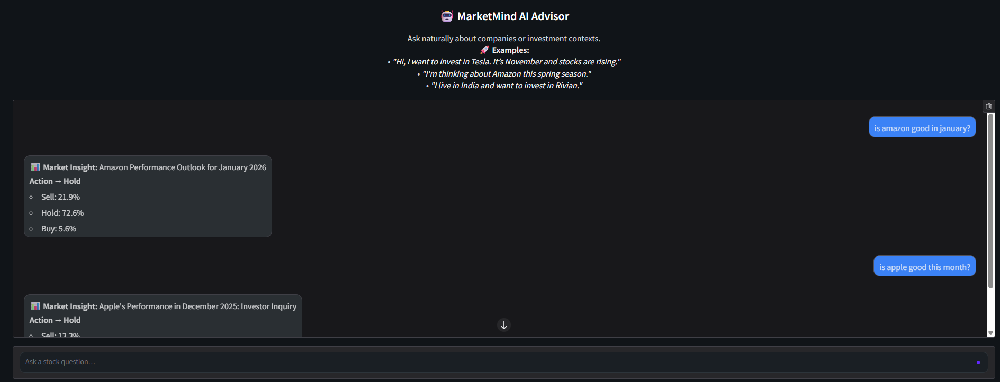 MarketMind AI Advisor
Ask naturally about companies or investment contexts.
🚀 Examples:
• "Hi, I want to invest in Tesla. It’s November and stocks are rising."
• "I'm thinking about Amazon this spring season."
• "I live in India and want to invest in Rivian."
is amazon good in january?
📊 Market Insight: Amazon Performance Outlook for January 2026
Action → Hold
Sell: 21.9%
Hold: 72.6%
Buy: 5.6%
is apple good this month?
📊 Market Insight: Apple's Performance in December 2025: Investor Inquiry
Action → Hold
Sell: 13.3%
Ask a stock question…